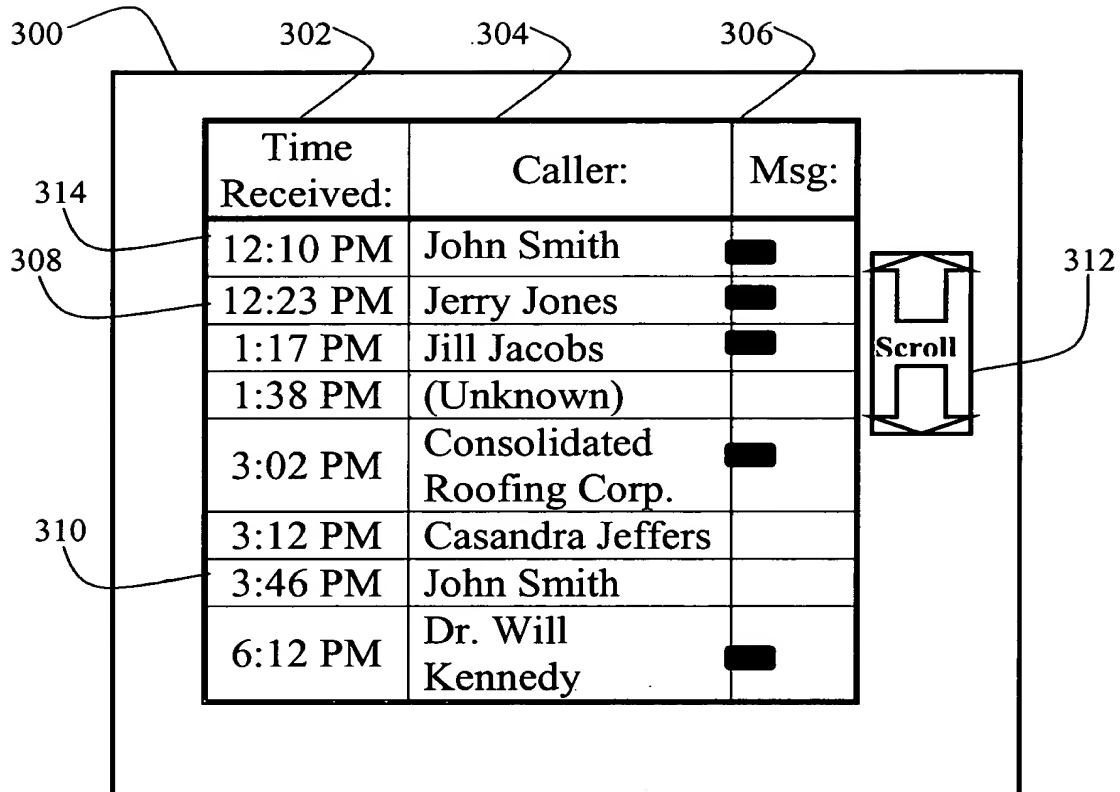 300
302
304
306
Time
Received:
Caller:
Msg:
314
12:10 PM John Smith
308
312
12:23 PM Jerry Jones
1:17 PM Jill Jacobs
Scroll
1:38 PM (Unknown)
3:02 PM Consolidated
Roofing Corp.
310
3:12 PM Casandra Jeffers
3:46 PM John Smith
6:12 PM Dr. Will
Kennedy